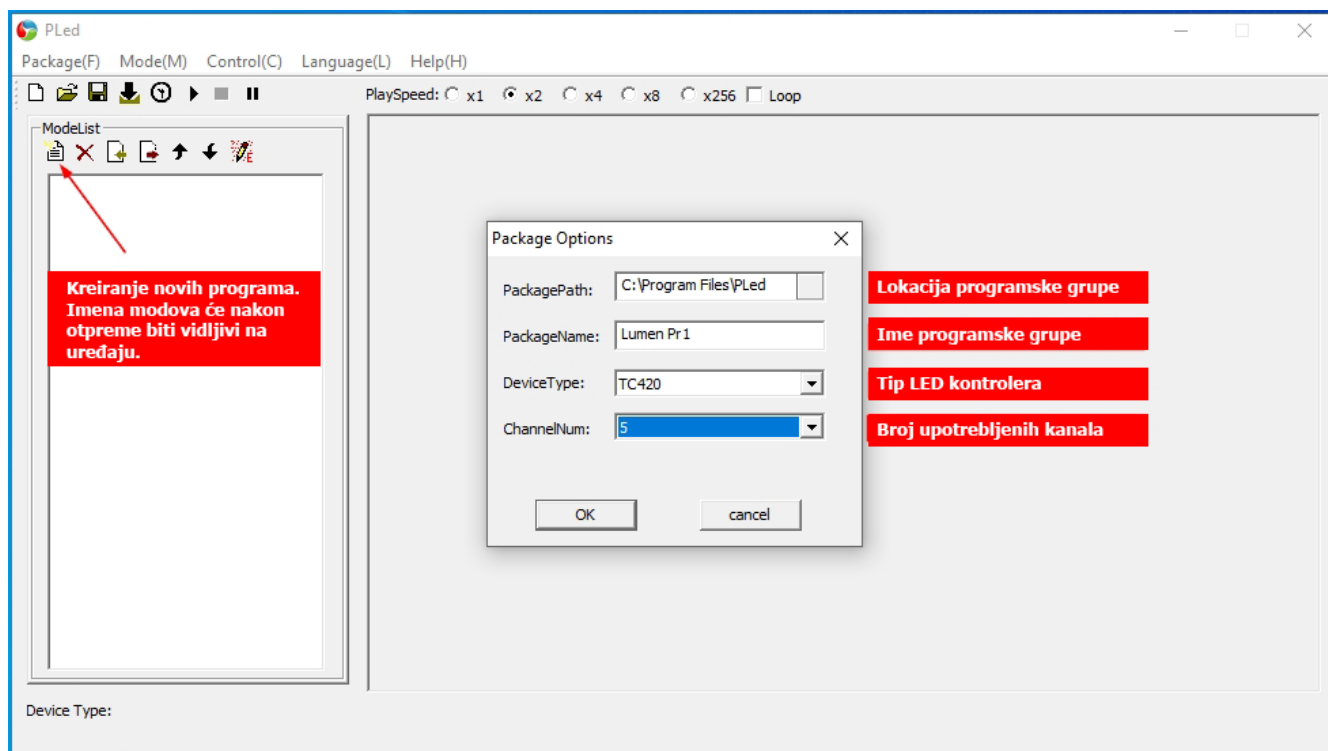 PLed
Package(F) Mode(M) Control(C) Language(L) Help(H)
PlaySpeed: x1 x2 x4 x8 x256 Loop
ModeList
E
Kreiranje novih programa.
Imena modova će nakon
otpreme biti vidljivi na
uređaju.
Package Options
PackagePath: C:\Program Files\PLed
Lokacija programske grupe
PackageName: Lumen Pr1
Ime programske grupe
DeviceType: TC420
Tip LED kontrolera
ChannelNum: 5
Broj upotrebljenih kanala
OK cancel
Device Type: